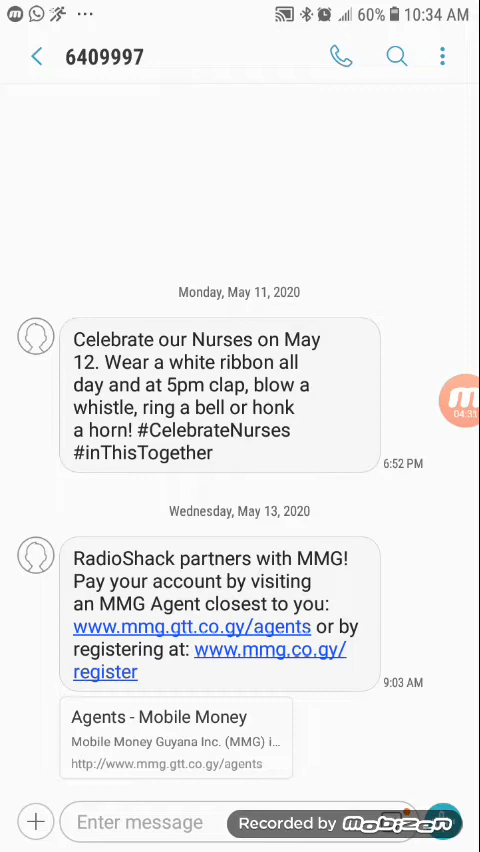 60% 10:34 AM
6409997
Monday, May 11, 2020
Celebrate our Nurses on May
12. Wear a white ribbon all
day and at 5pm clap, blow a
whistle, ring a bell or honk
a horn! #CelebrateNurses
#inThisTogether
6:52 PM
04:31
Wednesday, May 13, 2020
RadioShack partners with MMG!
Pay your account by visiting
an MMG Agent closest to you:
www.mmg.gtt.co.gy/agents or by
registering at: www.mmg.co.gy/
register
9:03 AM
Agents - Mobile Money
Mobile Money Guyana Inc. (MMG) i...
http://www.mmg.gtt.co.gy/agents
Enter message
Recorded by mobizen